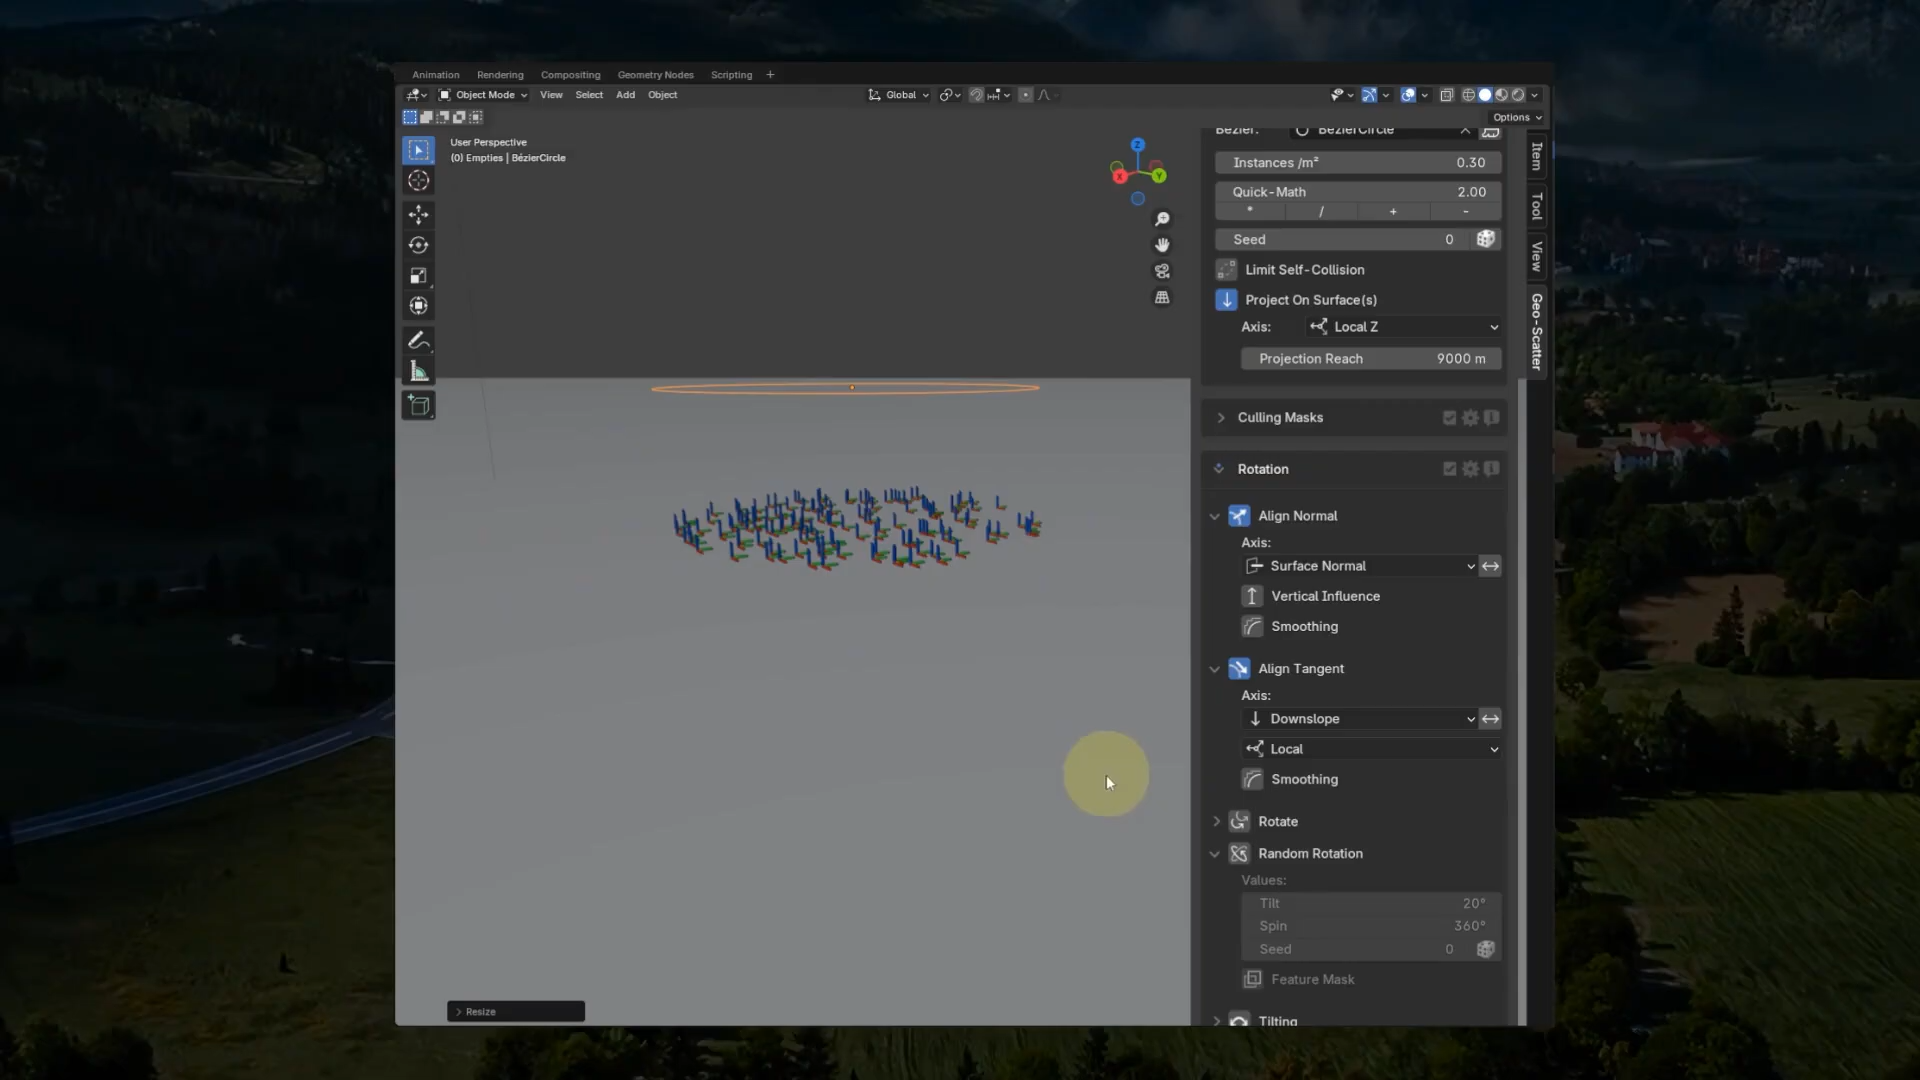 Animation Rendering Compositing Geometry Nodes Scripting +
Object Mode View Select Add Object Global
Options
User Perspective
(0) Empties | BézierCircle
X
Y
Z
Bezier: BezierCircle
Instances /m² 0.30
Quick-Math 2.00
* / + -
Seed 0
Limit Self-Collision
Project On Surface(s)
Axis: Local Z
Projection Reach 9000 m
Culling Masks
Rotation
Align Normal
Axis:
Surface Normal
Vertical Influence
Smoothing
Align Tangent
Axis:
Downslope
Local
Smoothing
Rotate
Random Rotation
Values:
Tilt 20°
Spin 360°
Seed 0
Feature Mask
Tilting
Item
Tool
View
Geo-Scatter
Resize